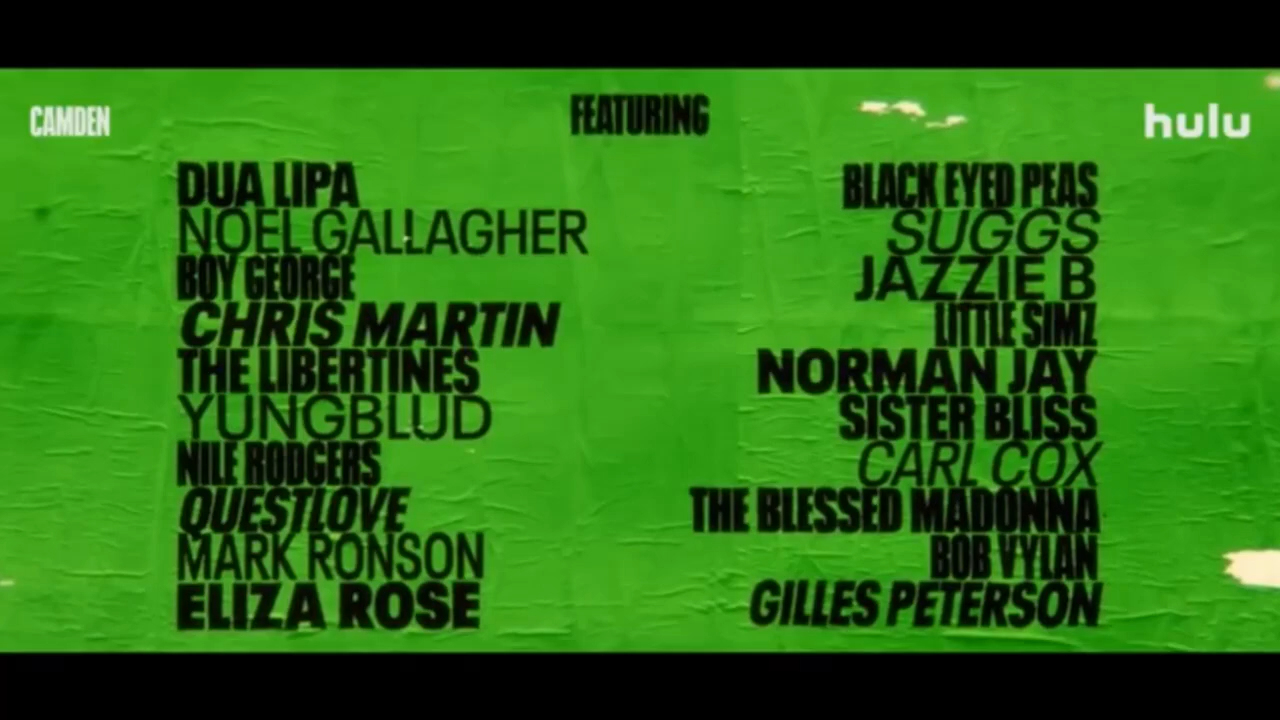 CAMDEN
FEATURING
hulu
DUA LIPA
NOEL GALLAGHER
BOY GEORGE
CHRIS MARTIN
THE LIBERTINES
YUNGBLUD
NILE RODGERS
QUESTLOVE
MARK RONSON
ELIZA ROSE
BLACK EYED PEAS
SUGGS
JAZZIE B
LITTLE SIMZ
NORMAN JAY
SISTER BLISS
CARL COX
THE BLESSED MADONNA
BOB VYLAN
GILLES PETERSON